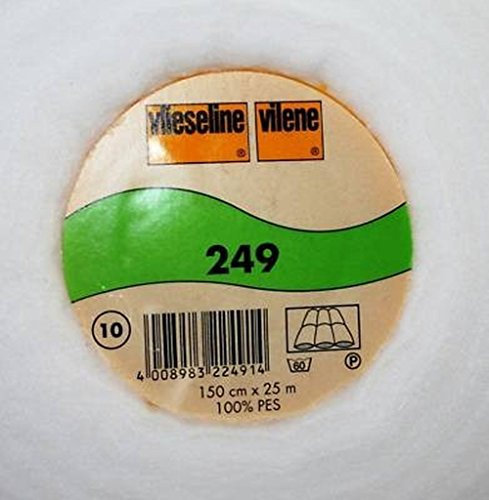 vlieseline® vilene®
249
10
60 P
4 008983 224914
150 cm x 25 m
100% PES